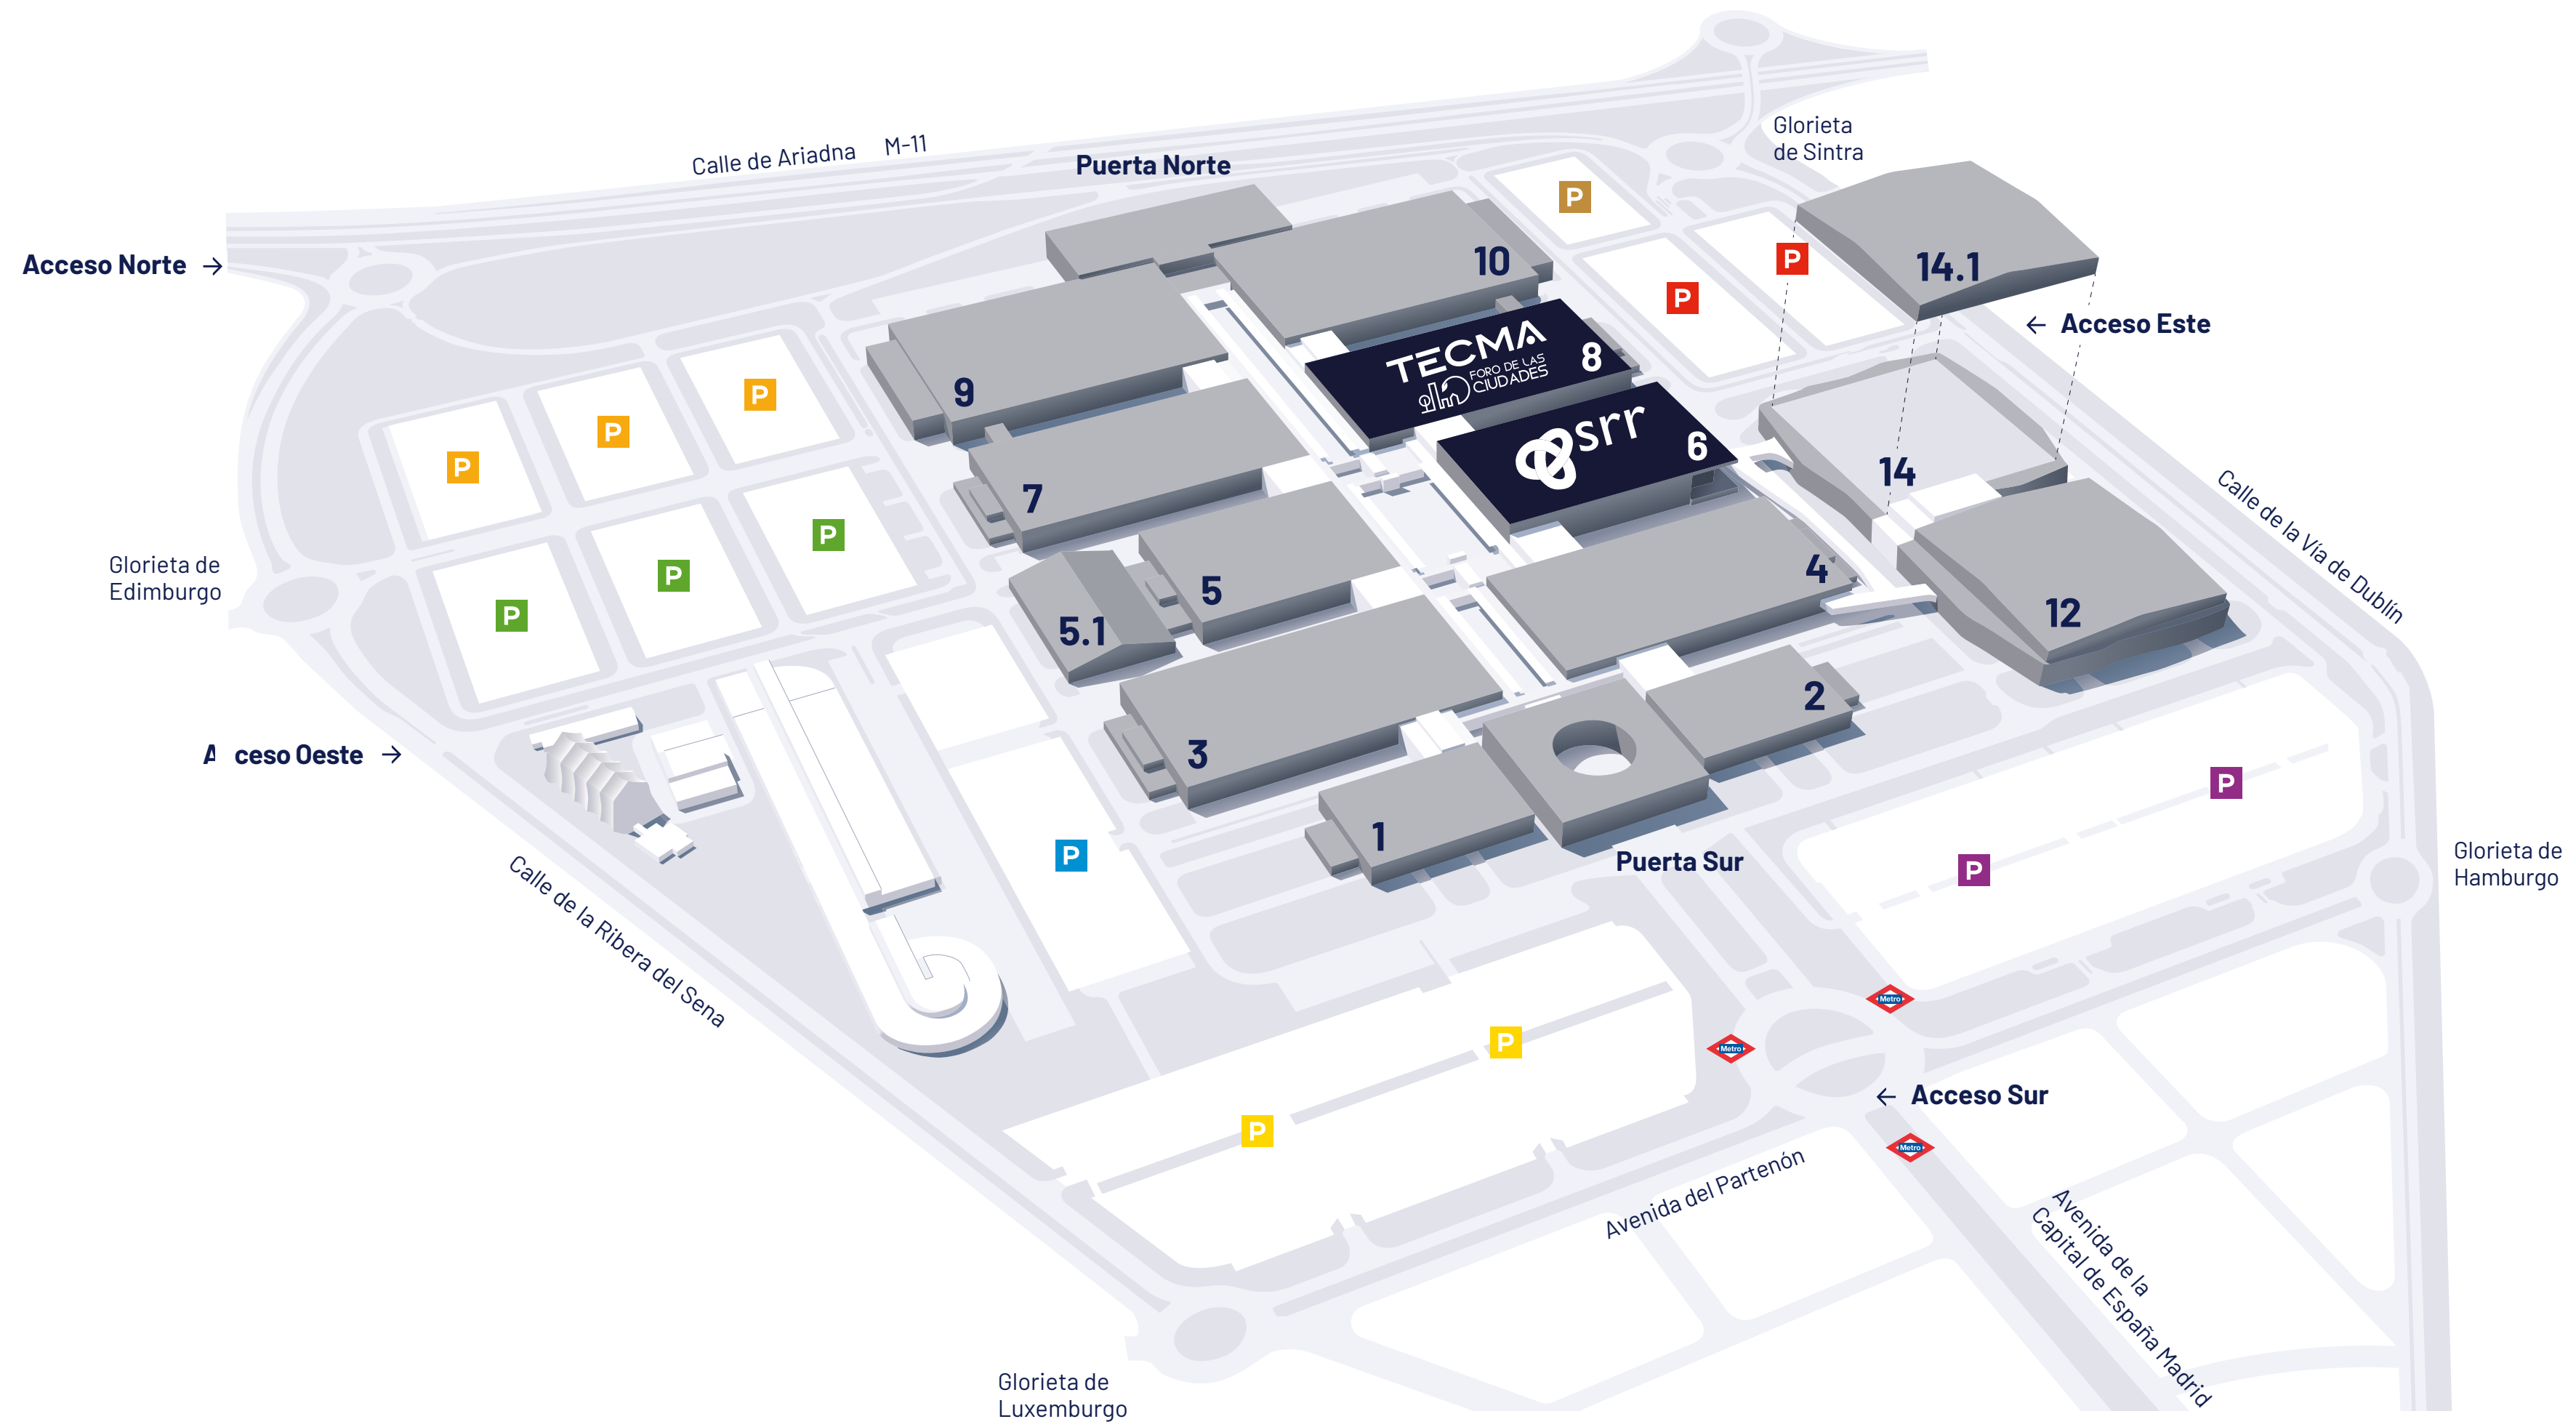 Calle de Ariadna M-11
Puerta Norte
Glorieta
de Sintra
Acceso Norte →
P
P
P
10
14.1
← Acceso Este
TECMA
FORO DE LAS
CIUDADES
8
9
P
P
P
srr
6
14
7
Calle de la Vía de Dublín
P
P
P
Glorieta de
Edimburgo
5
5.1
4
12
2
3
A ceso Oeste →
1
P
P
P
Puerta Sur
Glorieta de
Hamburgo
Calle de la Ribera del Sena
Metro
P
Metro
P
← Acceso Sur
Metro
Avenida del Partenón
Avenida de la
Capital de España Madrid
Glorieta de
Luxemburgo